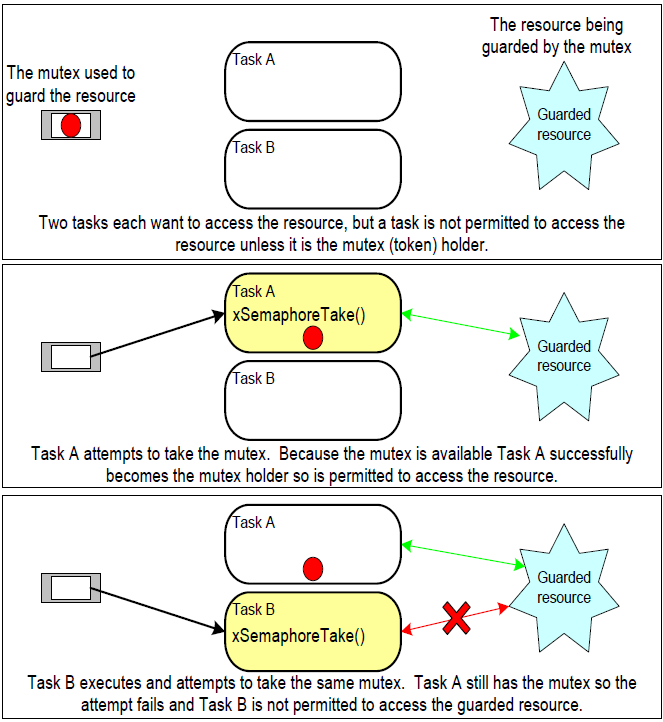 The mutex used to
guard the resource
Task A
Task B
The resource being
guarded by the mutex
Guarded
resource
Two tasks each want to access the resource, but a task is not permitted to access the
resource unless it is the mutex (token) holder.
Task A
xSemaphoreTake()
Task B
Guarded
resource
Task A attempts to take the mutex.  Because the mutex is available Task A successfully
becomes the mutex holder so is permitted to access the resource.
Task A
Task B
xSemaphoreTake()
Guarded
resource
Task B executes and attempts to take the same mutex.  Task A still has the mutex so the
attempt fails and Task B is not permitted to access the guarded resource.